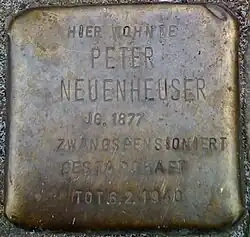 HIER WOHNTE
PETER
NEUENHEUSER
JG. 1877
ZWANGSPENSIONIERT
GESTAPOHAFT
TOT 6.2.1940